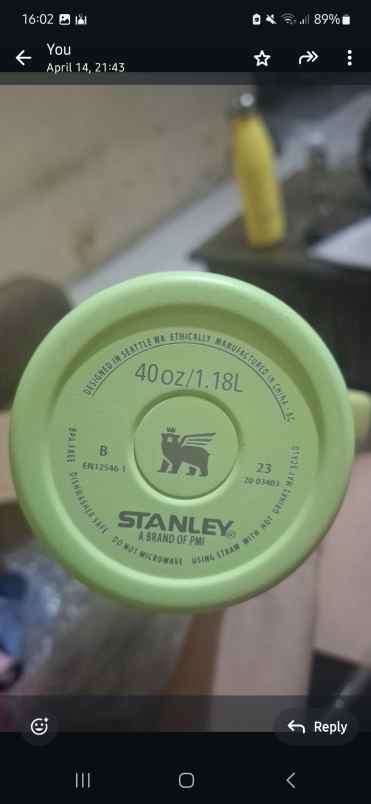 16:02
89%
You
April 14, 21:43
DESIGNED IN SEATTLE WA. ETHICALLY MANUFACTURED IN CHINA.
40oz/1.18L
B
EN12546-1
23
20-03403
BPA-FREE DISHWASHER SAFE DO NOT MICROWAVE USING STRAW WITH HOT DRINKS MAY SCALD
STANLEY®
A BRAND OF PMI
Reply